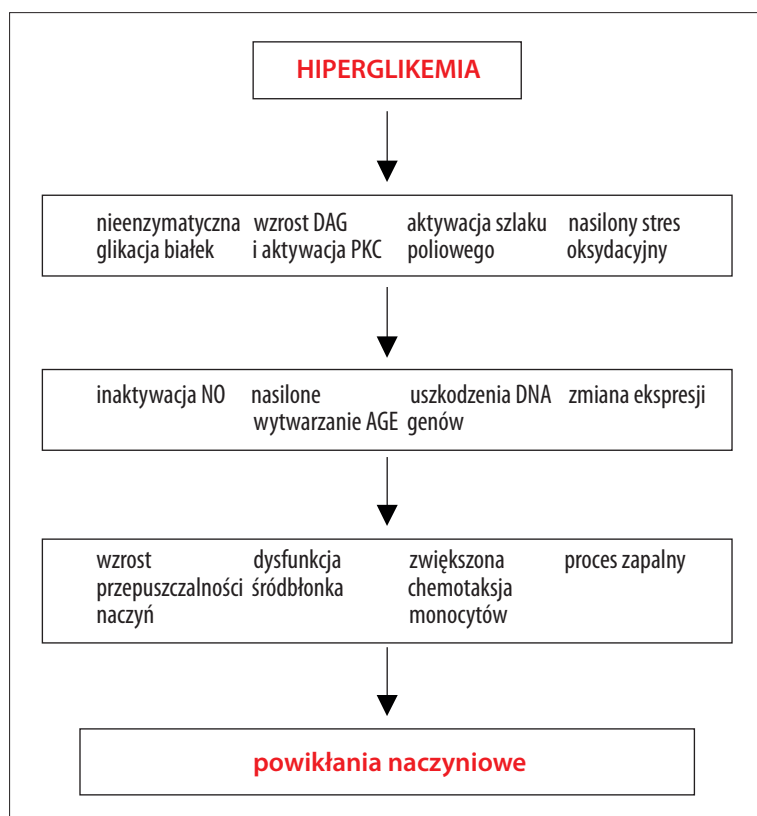 HIPERGLIKEMIA
nieenzymatyczna wzrost DAG aktywacja szlaku nasilony stres
glikacja białek i aktywacja PKC poliowego oksydacyjny
inaktywacja NO nasilone uszkodzenia DNA zmiana ekspresji
wytwarzanie AGE genów
wzrost dysfunkcja zwiększona proces zapalny
przepuszczalności śródbłonka chemotaksja
naczyń monocytów
powikłania naczyniowe